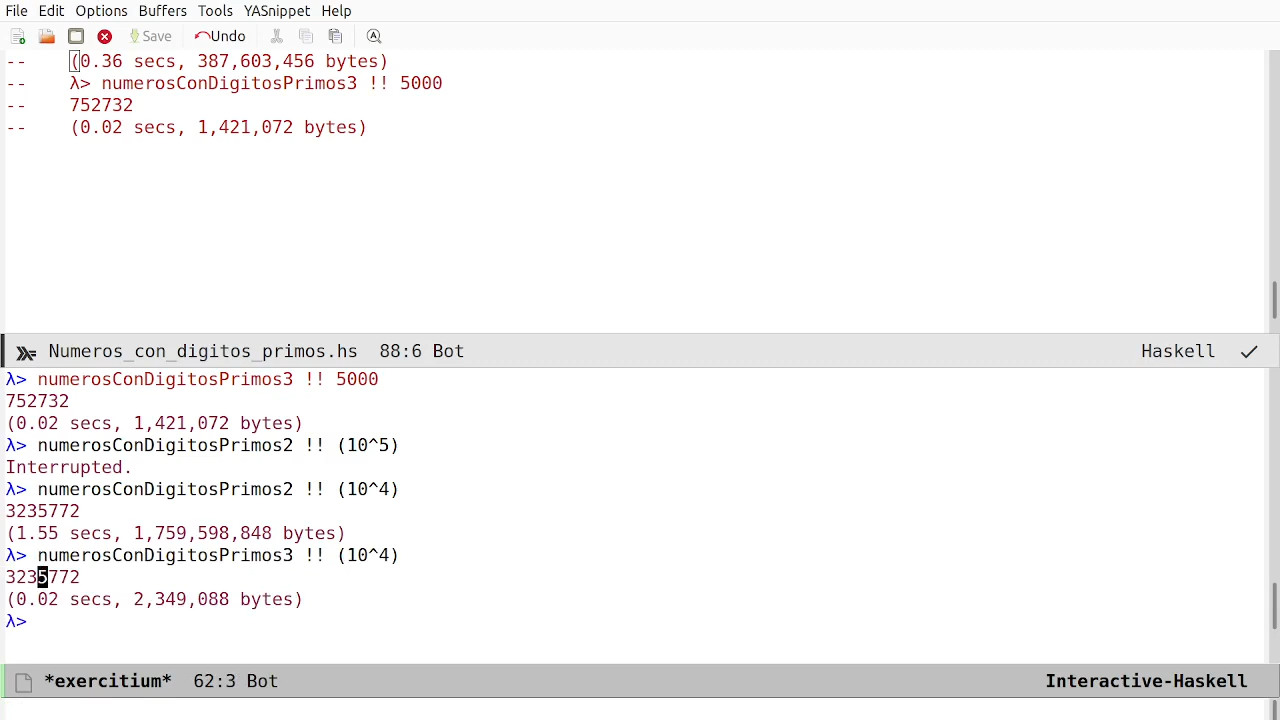 File Edit Options Buffers Tools YASnippet Help
Save Undo
-- (0.36 secs, 387,603,456 bytes)
-- λ> numerosConDigitosPrimos3 !! 5000
-- 752732
-- (0.02 secs, 1,421,072 bytes)
Numeros_con_digitos_primos.hs 88:6 Bot Haskell
λ> numerosConDigitosPrimos3 !! 5000
752732
(0.02 secs, 1,421,072 bytes)
λ> numerosConDigitosPrimos2 !! (10^5)
Interrupted.
λ> numerosConDigitosPrimos2 !! (10^4)
3235772
(1.55 secs, 1,759,598,848 bytes)
λ> numerosConDigitosPrimos3 !! (10^4)
3235772
(0.02 secs, 2,349,088 bytes)
λ>
*exercitium* 62:3 Bot Interactive-Haskell